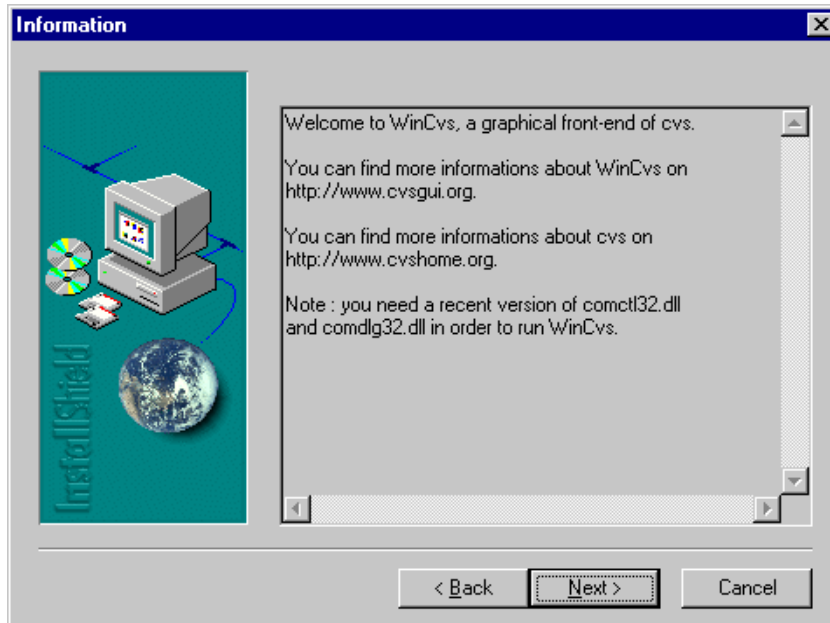 Information
Welcome to WinCvs, a graphical front-end of cvs.
You can find more informations about WinCvs on
http://www.cvsgui.org.
You can find more informations about cvs on
http://www.cvshome.org.
Note : you need a recent version of comctl32.dll
and comdlg32.dll in order to run WinCvs.
InstallShield
< Back
Next >
Cancel